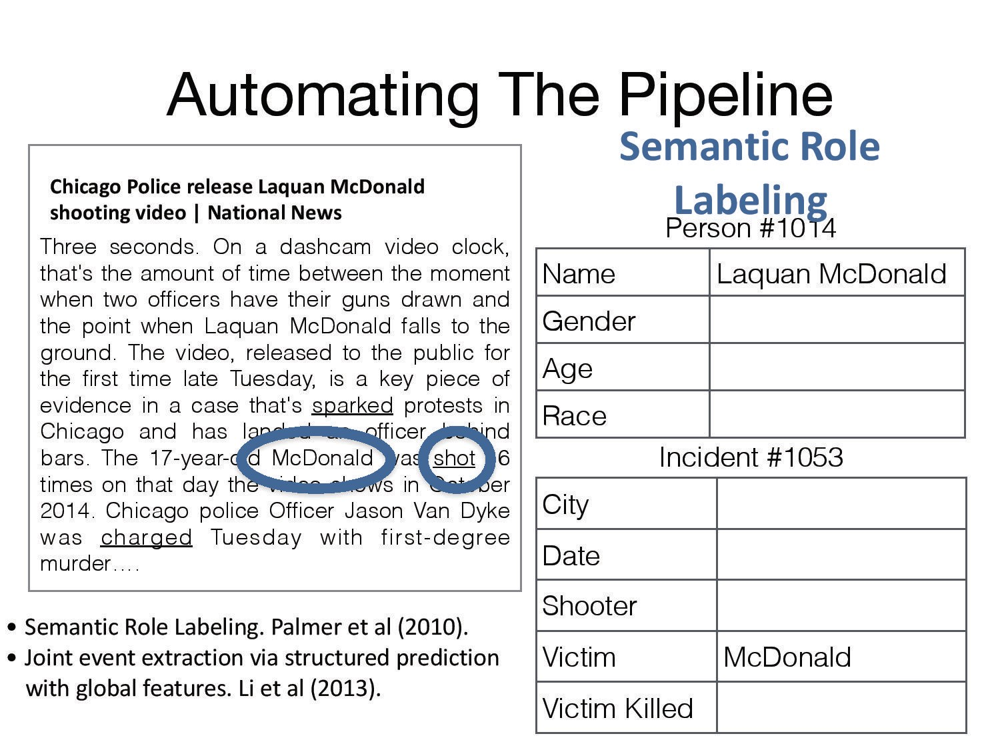 Automating The Pipeline
Chicago Police release Laquan McDonald
shooting video | National News
Three seconds. On a dashcam video clock,
that's the amount of time between the moment
when two officers have their guns drawn and
the point when Laquan McDonald falls to the
ground. The video, released to the public for
the first time late Tuesday, is a key piece of
evidence in a case that's sparked protests in
Chicago and has landed an officer behind
bars. The 17-year-old McDonald was shot 6
times on that day the video shows in October
2014. Chicago police Officer Jason Van Dyke
was charged Tuesday with first-degree
murder….
• Semantic Role Labeling. Palmer et al (2010).
• Joint event extraction via structured prediction
with global features. Li et al (2013).
Semantic Role
Labeling
Person #1014
Name Laquan McDonald
Gender
Age
Race
Incident #1053
City
Date
Shooter
Victim McDonald
Victim Killed